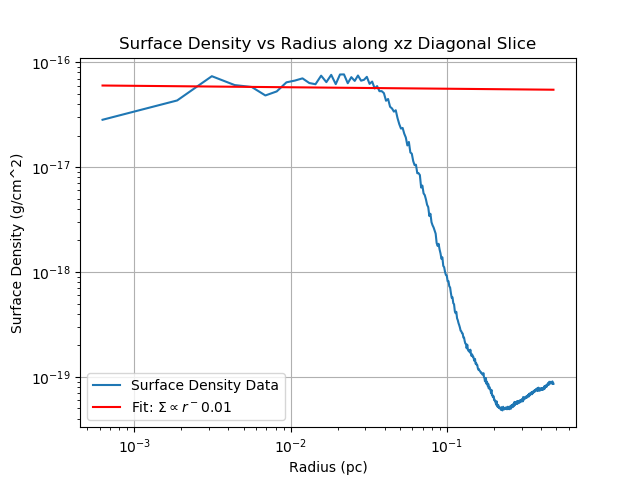 Surface Density vs Radius along xz Diagonal Slice
Surface Density (g/cm^2)
10⁻¹⁶
10⁻¹⁷
10⁻¹⁸
10⁻¹⁹
Surface Density Data
Fit: Σ ∝ r⁻0.01
10⁻³
10⁻²
10⁻¹
Radius (pc)